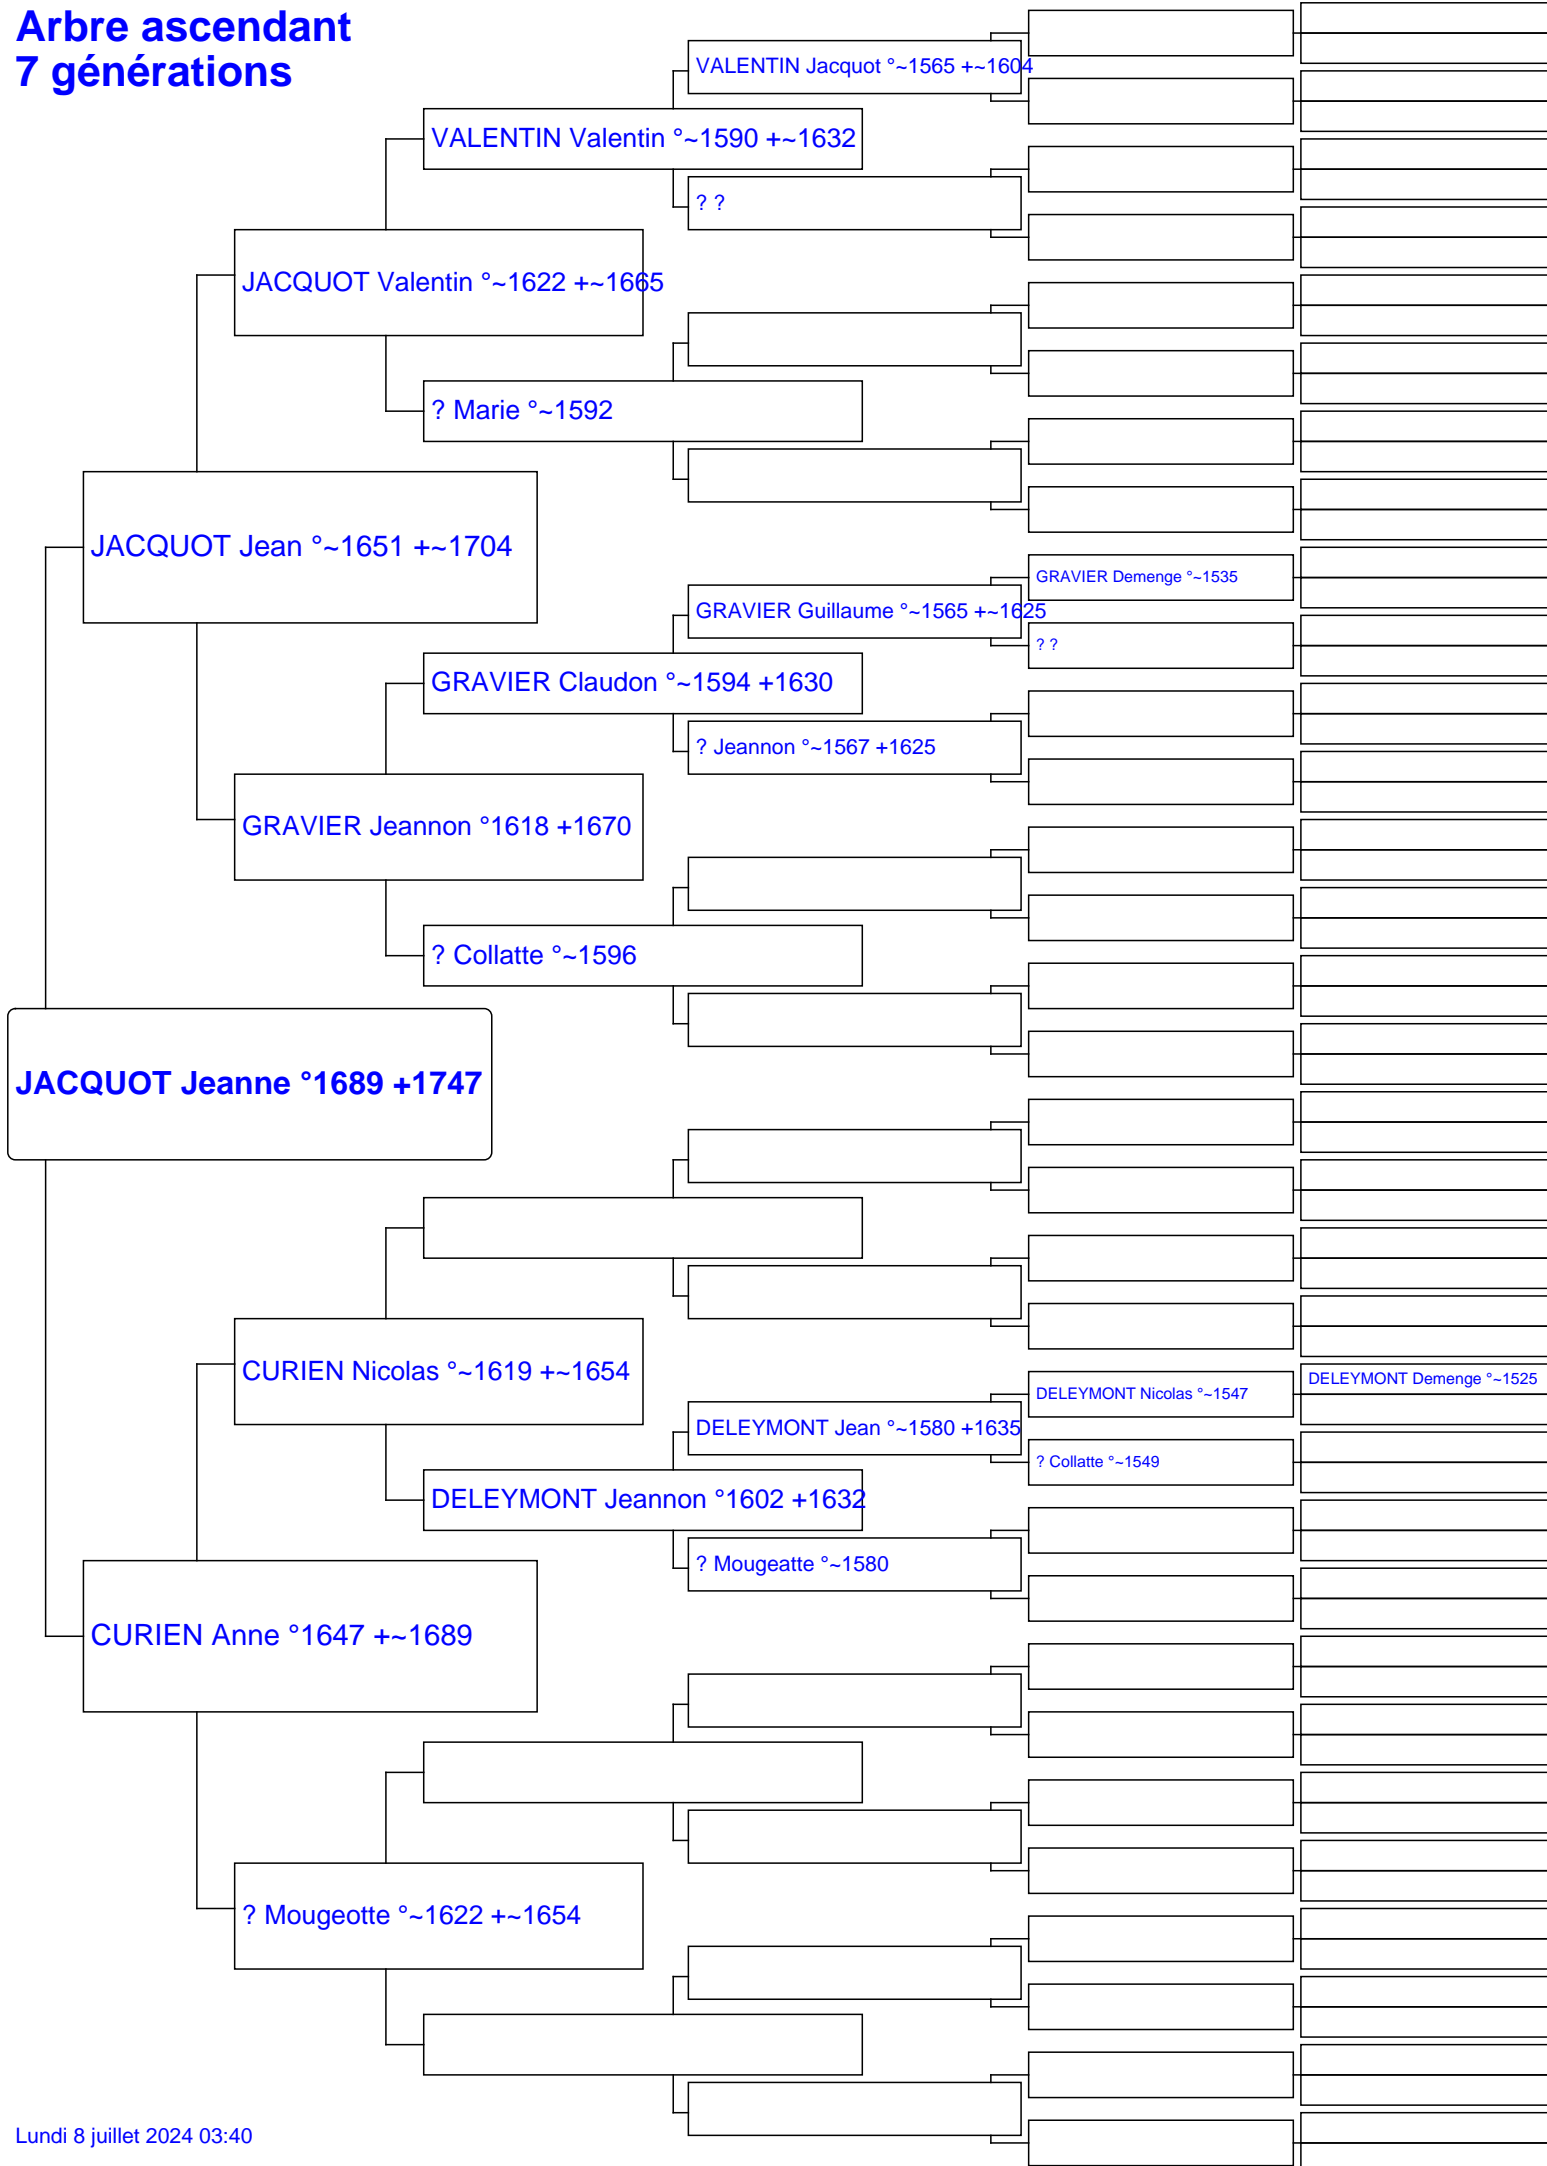 Arbre ascendant
7 générations
VALENTIN Jacquot °~1565 +~1604
VALENTIN Valentin °~1590 +~1632
? ?
JACQUOT Valentin °~1622 +~1665
? Marie °~1592
JACQUOT Jean °~1651 +~1704
GRAVIER Demenge °~1535
GRAVIER Guillaume °~1565 +~1625
? ?
GRAVIER Claudon °~1594 +1630
? Jeannon °~1567 +1625
GRAVIER Jeannon °1618 +1670
? Collatte °~1596
JACQUOT Jeanne °1689 +1747
CURIEN Nicolas °~1619 +~1654
DELEYMONT Demenge °~1525
DELEYMONT Nicolas °~1547
DELEYMONT Jean °~1580 +1635
? Collatte °~1549
DELEYMONT Jeannon °1602 +1632
? Mougeatte °~1580
CURIEN Anne °1647 +~1689
? Mougeotte °~1622 +~1654
Lundi 8 juillet 2024 03:40